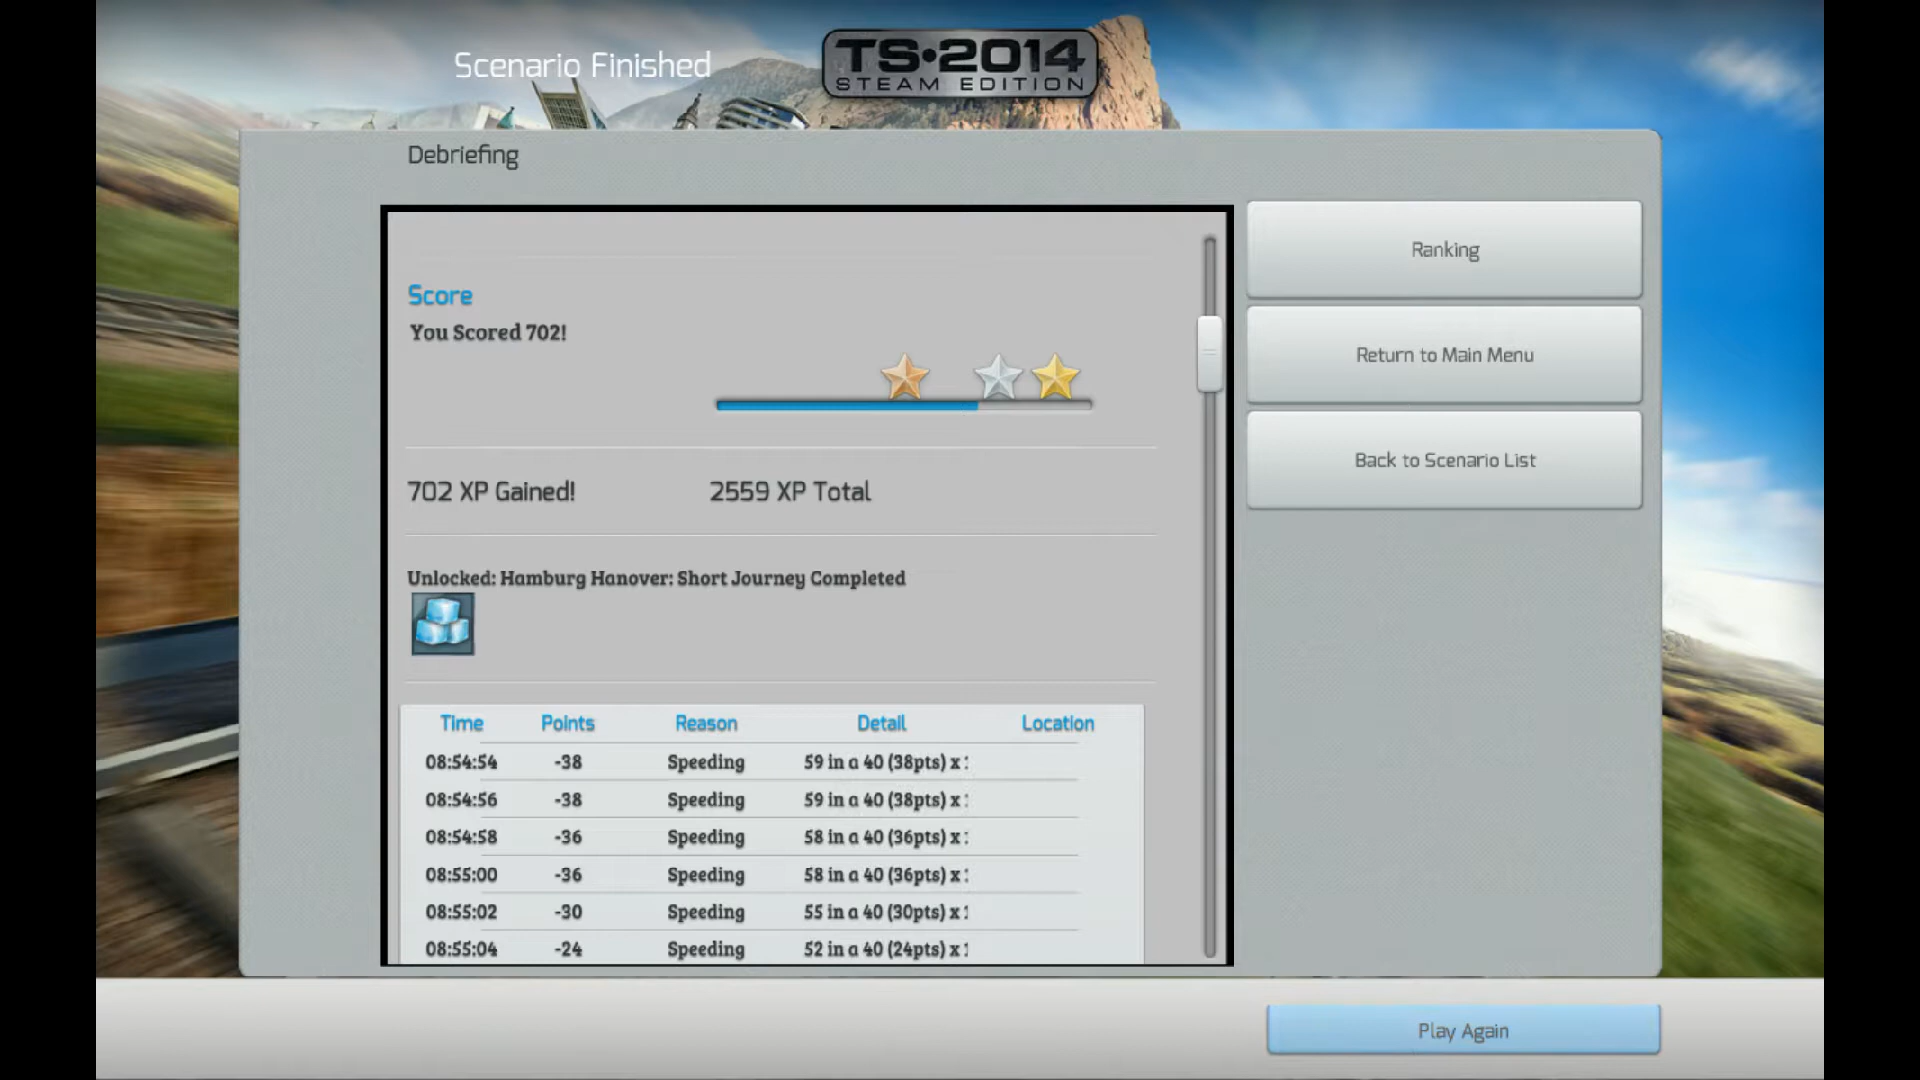 Scenario Finished
TS•2014
STEAM EDITION
Debriefing
Score
You Scored 702!
702 XP Gained! 2559 XP Total
Unlocked: Hamburg Hanover: Short Journey Completed
Time Points Reason Detail Location
08:54:54 -38 Speeding 59 in a 40 (38pts) x
08:54:56 -38 Speeding 59 in a 40 (38pts) x
08:54:58 -36 Speeding 58 in a 40 (36pts) x
08:55:00 -36 Speeding 58 in a 40 (36pts) x
08:55:02 -30 Speeding 55 in a 40 (30pts) x
08:55:04 -24 Speeding 52 in a 40 (24pts) x
Ranking
Return to Main Menu
Back to Scenario List
Play Again